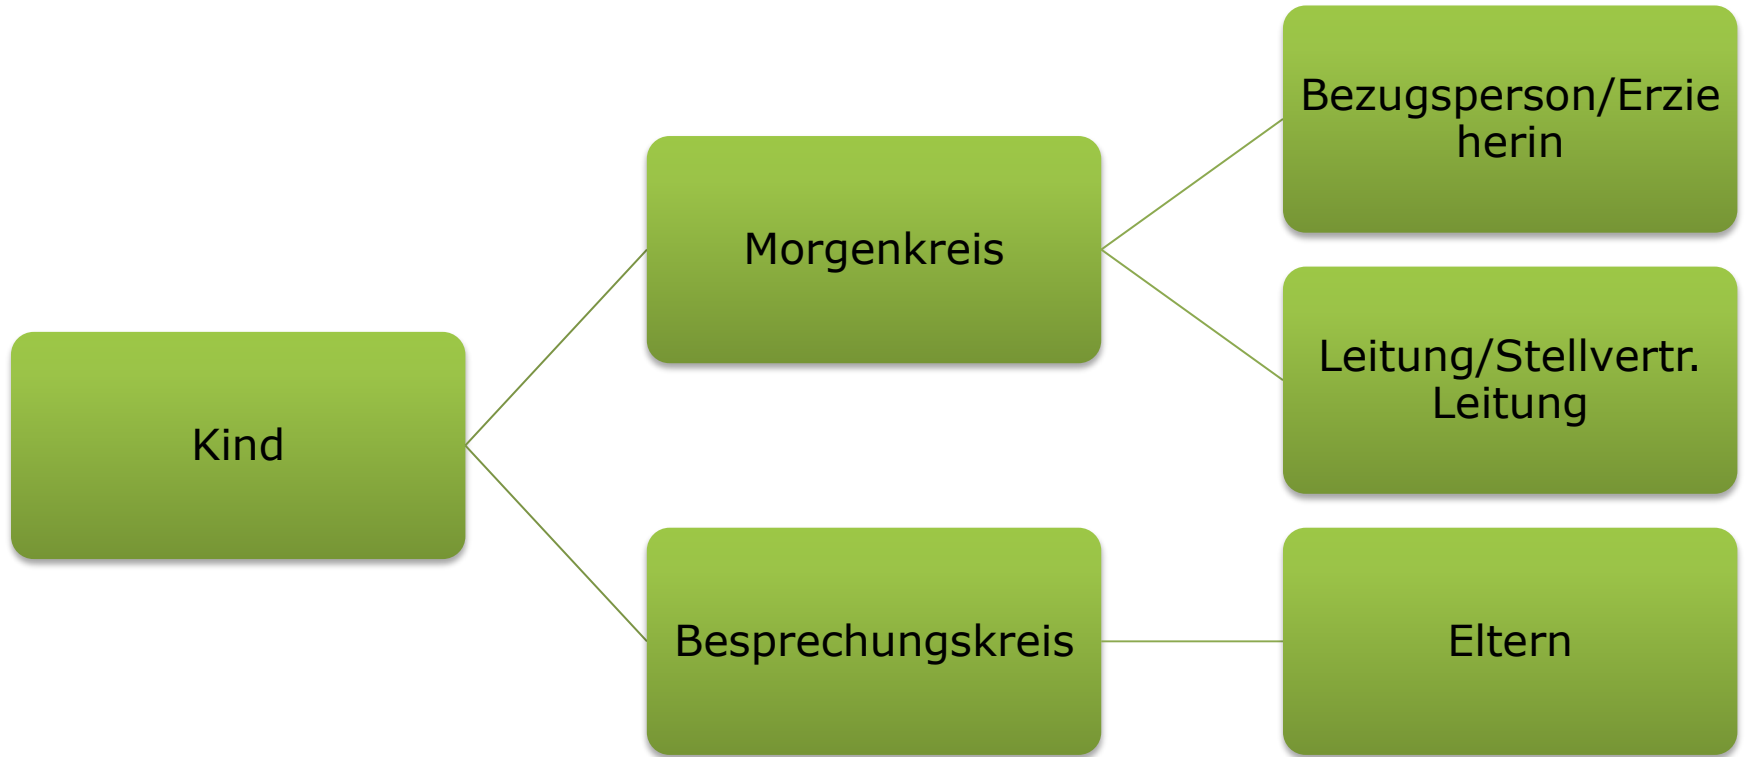 Kind
Morgenkreis
Besprechungskreis
Bezugsperson/Erzie
herin
Leitung/Stellvertr.
Leitung
Eltern